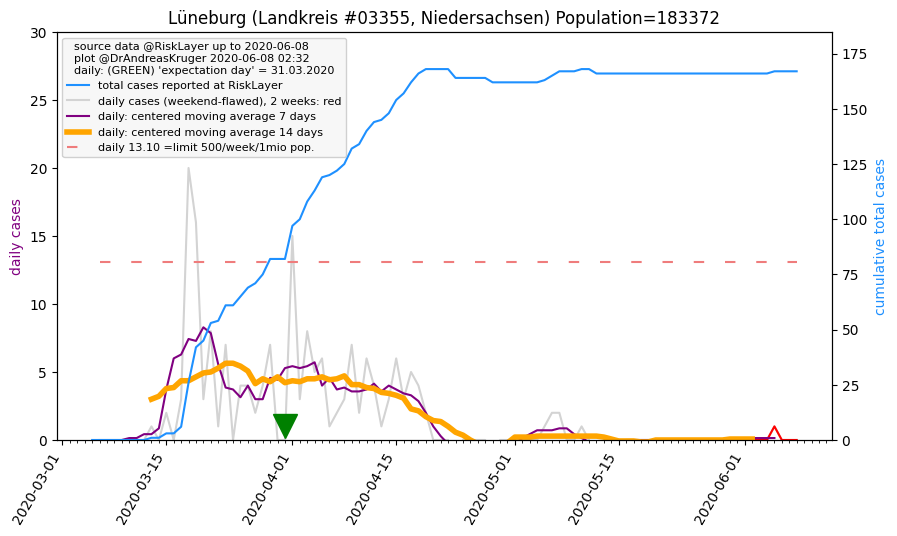 Lüneburg (Landkreis #03355, Niedersachsen) Population=183372
source data @RiskLayer up to 2020-06-08
plot @DrAndreasKruger 2020-06-08 02:32
daily: (GREEN) 'expectation day' = 31.03.2020
total cases reported at RiskLayer
daily cases (weekend-flawed), 2 weeks: red
daily: centered moving average 7 days
daily: centered moving average 14 days
daily 13.10 =limit 500/week/1mio pop.
daily cases
30
25
20
15
10
5
0
175
150
125
100
75
50
25
0
cumulative total cases
2020-03-01
2020-03-15
2020-04-01
2020-04-15
2020-05-01
2020-05-15
2020-06-01